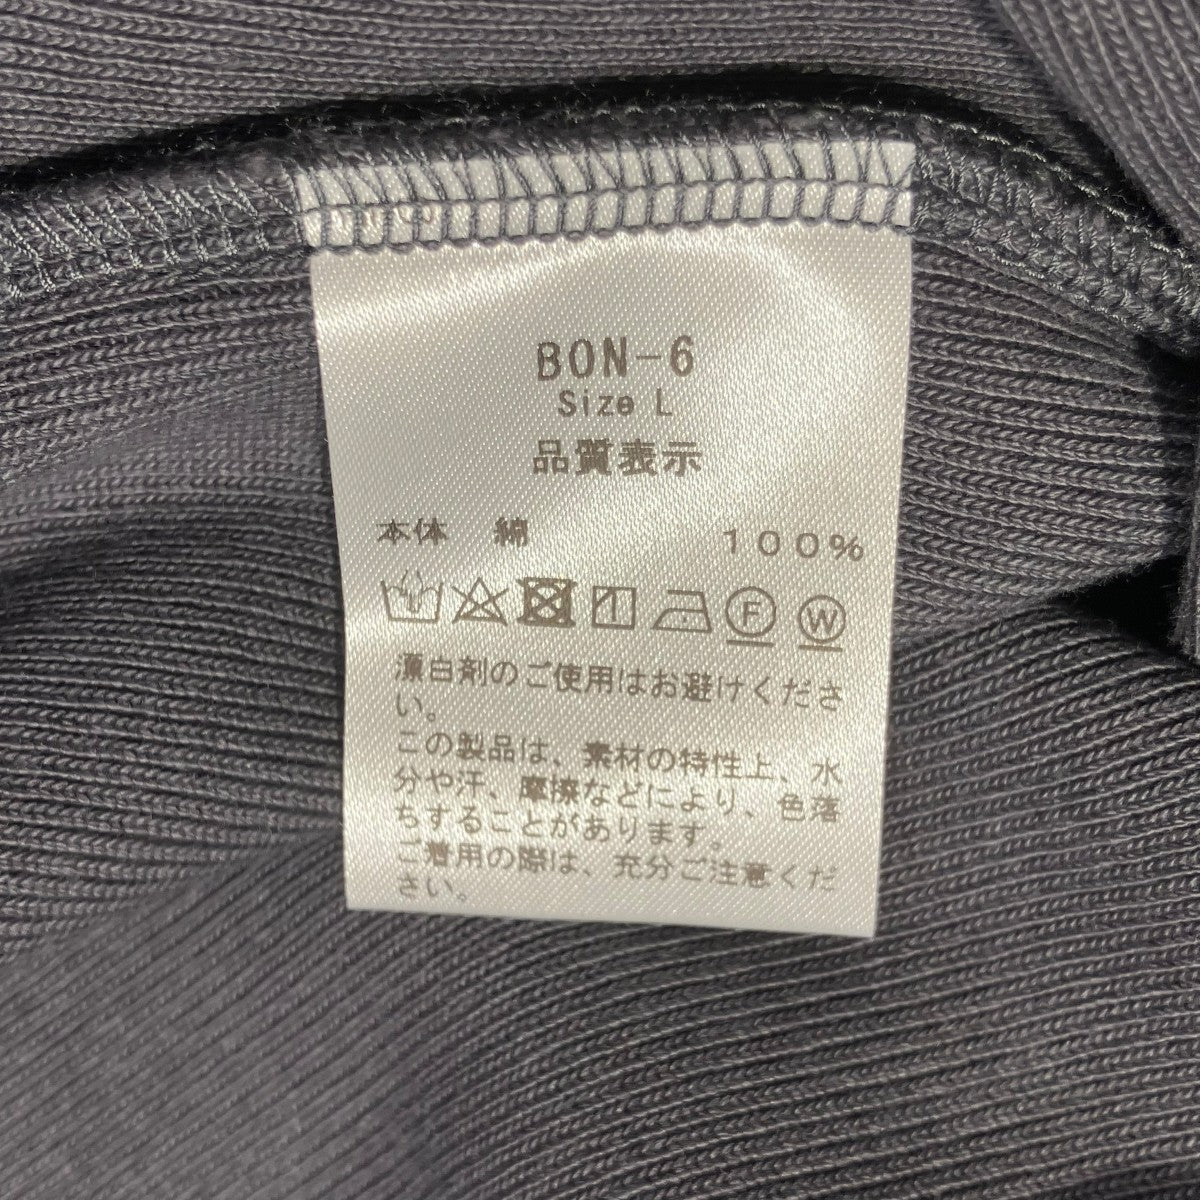 BON-6
Size L
品質表示
本体 綿 100%
F W
漂白剤のご使用はお避けくださ
い。
この製品は、素材の特性上、水
分や汗、摩擦などにより、色落
ちすることがあります。
ご着用の際は、充分ご注意くだ
さい。